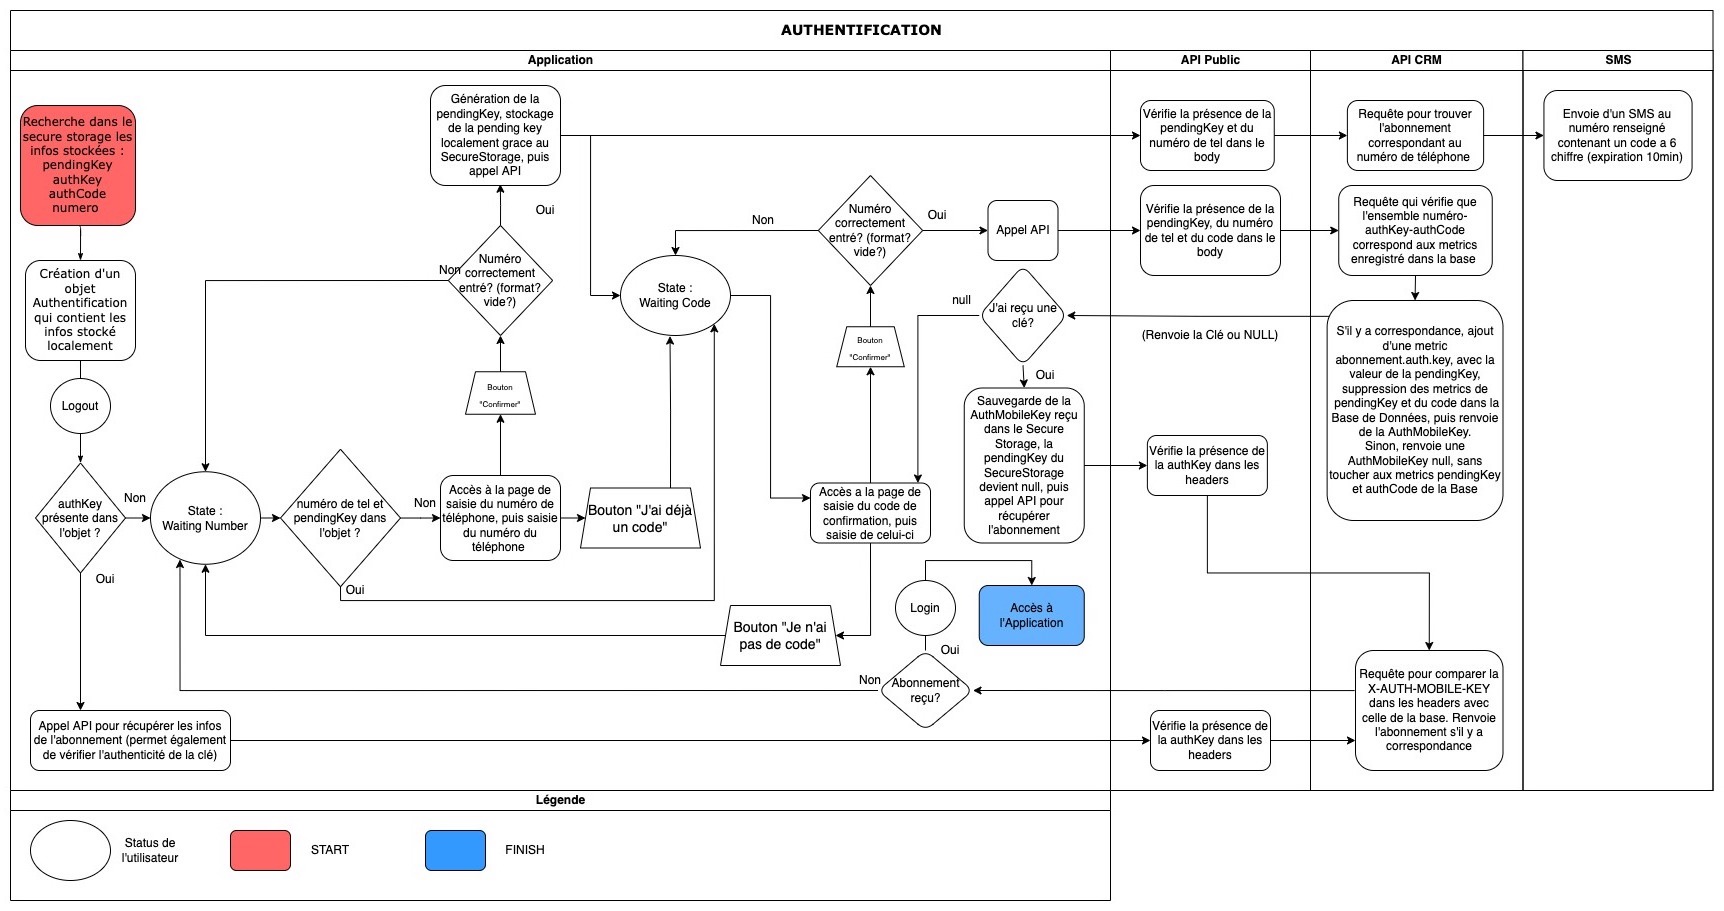 AUTHENTIFICATION
Application
API Public
API CRM
SMS
Recherche dans le
secure storage les
infos stockées :
pendingKey
authKey
authCode
numero
Création d'un
objet
Authentification
qui contient les
infos stocké
localement
Logout
authKey
présente dans
l'objet ?
Non
Oui
Appel API pour récupérer les infos
de l'abonnement (permet également
de vérifier l'authenticité de la clé)
State :
Waiting Number
numéro de tel et
pendingKey dans
l'objet ?
Non
Oui
Accès à la page de
saisie du numéro de
téléphone, puis saisie
du numéro du
téléphone
Bouton
"Confirmer"
Numéro
correctement
entré? (format?
vide?)
Non
Oui
Génération de la
pendingKey, stockage
de la pending key
localement grace au
SecureStorage, puis
appel API
Bouton "J'ai déjà
un code"
State :
Waiting Code
Accès a la page de
saisie du code de
confirmation, puis
saisie de celui-ci
Bouton "Je n'ai
pas de code"
Bouton
"Confirmer"
Numéro
correctement
entré? (format?
vide?)
Non
Oui
Appel API
J'ai reçu une
clé?
null
Oui
Sauvegarde de la
AuthMobileKey reçu
dans le Secure
Storage, la
pendingKey du
SecureStorage
devient null, puis
appel API pour
récupérer
l'abonnement
Login
Accès à
l'Application
Oui
Abonnement
reçu?
Non
Vérifie la présence de la
pendingKey et du
numéro de tel dans le
body
Vérifie la présence de la
pendingKey, du numéro
de tel et du code dans le
body
(Renvoie la Clé ou NULL)
Vérifie la présence de
la authKey dans les
headers
Vérifie la présence de
la authKey dans les
headers
Requête pour trouver
l'abonnement
correspondant au
numéro de téléphone
Requête qui vérifie que
l'ensemble numéro-
authKey-authCode
correspond aux metrics
enregistré dans la base
S'il y a correspondance, ajout
d'une metric
abonnement.auth.key, avec la
valeur de la pendingKey,
suppression des metrics de
pendingKey et du code dans la
Base de Données, puis renvoie
de la AuthMobileKey.
Sinon, renvoie une
AuthMobileKey null, sans
toucher aux metrics pendingKey
et authCode de la Base
Requête pour comparer la
X-AUTH-MOBILE-KEY
dans les headers avec
celle de la base. Renvoie
l'abonnement s'il y a
correspondance
Envoie d'un SMS au
numéro renseigné
contenant un code a 6
chiffre (expiration 10min)
Légende
Status de
l'utilisateur
START
FINISH